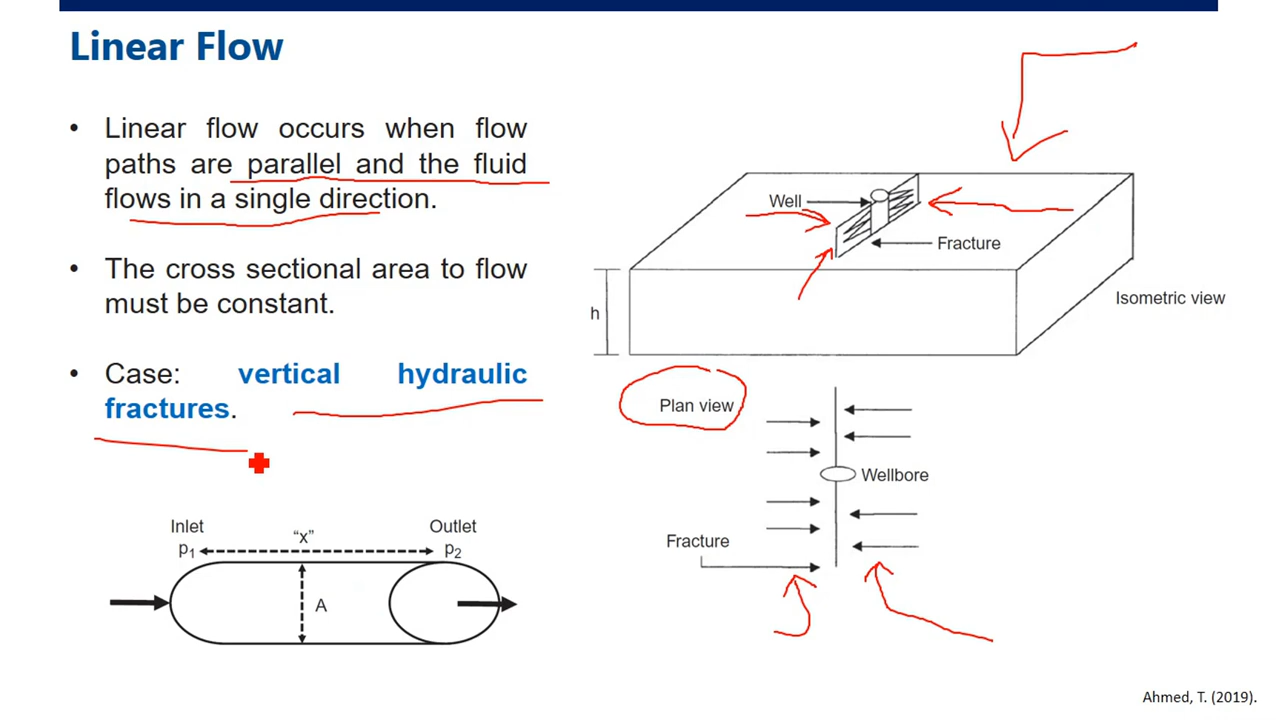 Linear Flow
• Linear flow occurs when flow
paths are parallel and the fluid
flows in a single direction.
• The cross sectional area to flow
must be constant.
• Case: vertical hydraulic
fractures.
Inlet
"x"
Outlet
p1
p2
A
Well
Fracture
h
Isometric view
Plan view
Wellbore
Fracture
Ahmed, T. (2019).